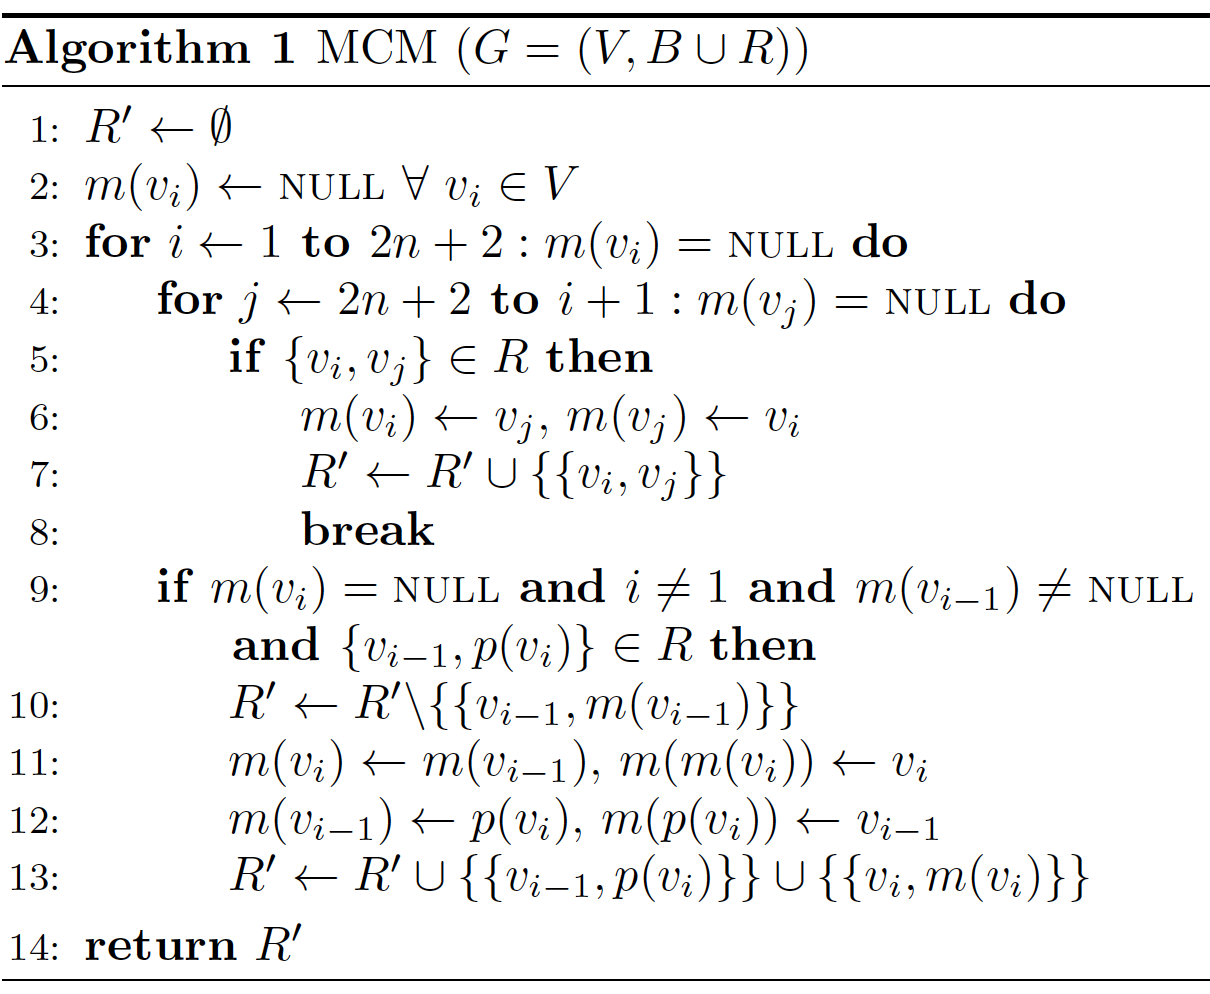 Algorithm 1 MCM (G = (V, B ∪ R))
1: R′ ← ∅
2: m(v_i) ← NULL ∀ v_i ∈ V
3: for i ← 1 to 2n + 2 : m(v_i) = NULL do
4: for j ← 2n + 2 to i + 1 : m(v_j) = NULL do
5: if {v_i, v_j} ∈ R then
6: m(v_i) ← v_j, m(v_j) ← v_i
7: R′ ← R′ ∪ {{v_i, v_j}}
8: break
9: if m(v_i) = NULL and i ≠ 1 and m(v_{i−1}) ≠ NULL
and {v_{i−1}, p(v_i)} ∈ R then
10: R′ ← R′\{{v_{i−1}, m(v_{i−1})}}
11: m(v_i) ← m(v_{i−1}), m(m(v_i)) ← v_i
12: m(v_{i−1}) ← p(v_i), m(p(v_i)) ← v_{i−1}
13: R′ ← R′ ∪ {{v_{i−1}, p(v_i)}} ∪ {{v_i, m(v_i)}}
14: return R′